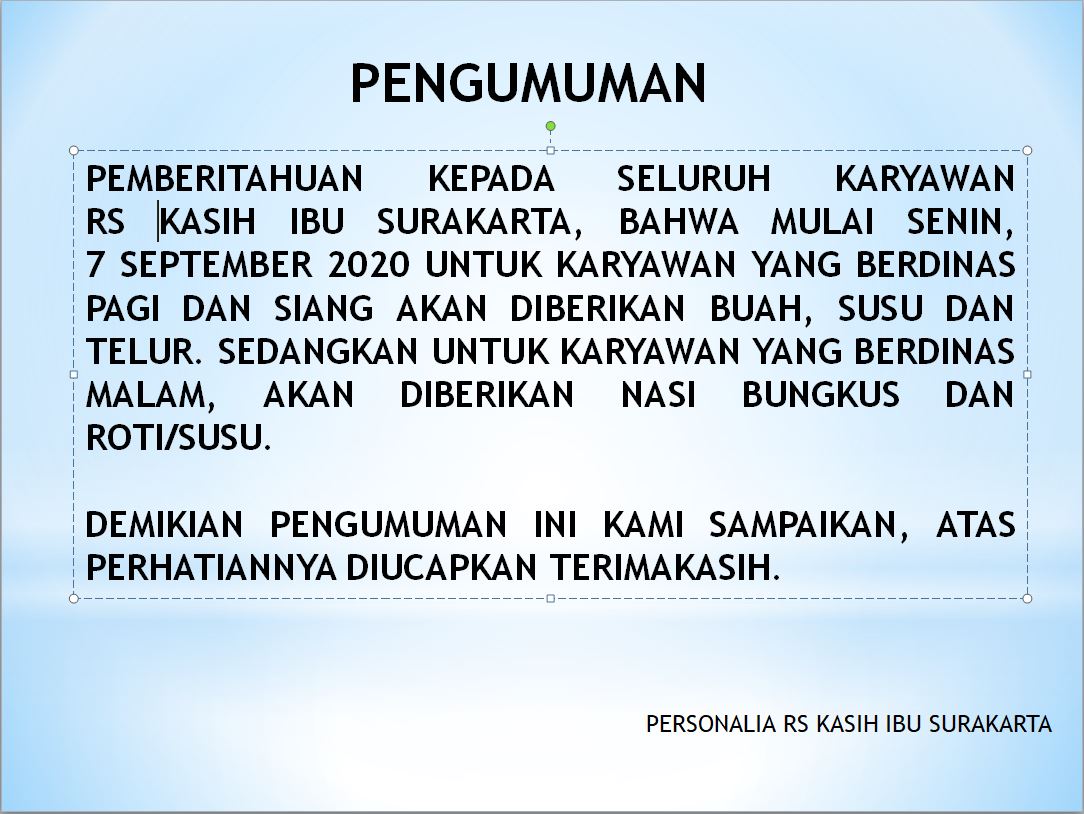 PENGUMUMAN
PEMBERITAHUAN KEPADA SELURUH KARYAWAN
RS KASIH IBU SURAKARTA, BAHWA MULAI SENIN,
7 SEPTEMBER 2020 UNTUK KARYAWAN YANG BERDINAS
PAGI DAN SIANG AKAN DIBERIKAN BUAH, SUSU DAN
TELUR. SEDANGKAN UNTUK KARYAWAN YANG BERDINAS
MALAM, AKAN DIBERIKAN NASI BUNGKUS DAN
ROTI/SUSU.
DEMIKIAN PENGUMUMAN INI KAMI SAMPAIKAN, ATAS
PERHATIANNYA DIUCAPKAN TERIMAKASIH.
PERSONALIA RS KASIH IBU SURAKARTA